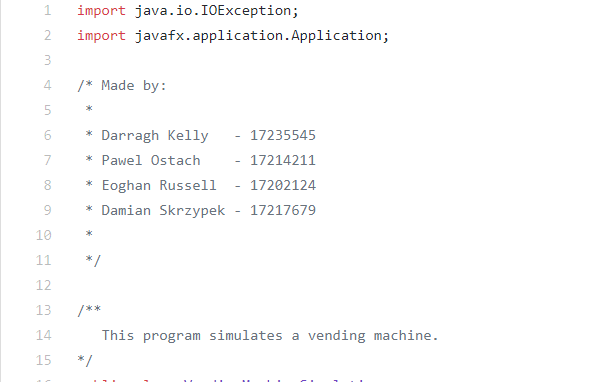 1 import java.io.IOException;
2 import javafx.application.Application;
3
4 /* Made by:
5  *
6  * Darragh Kelly   - 17235545
7  * Pawel Ostach    - 17214211
8  * Eoghan Russell  - 17202124
9  * Damian Skrzypek - 17217679
10  *
11  */
12
13 /**
14    This program simulates a vending machine.
15 */